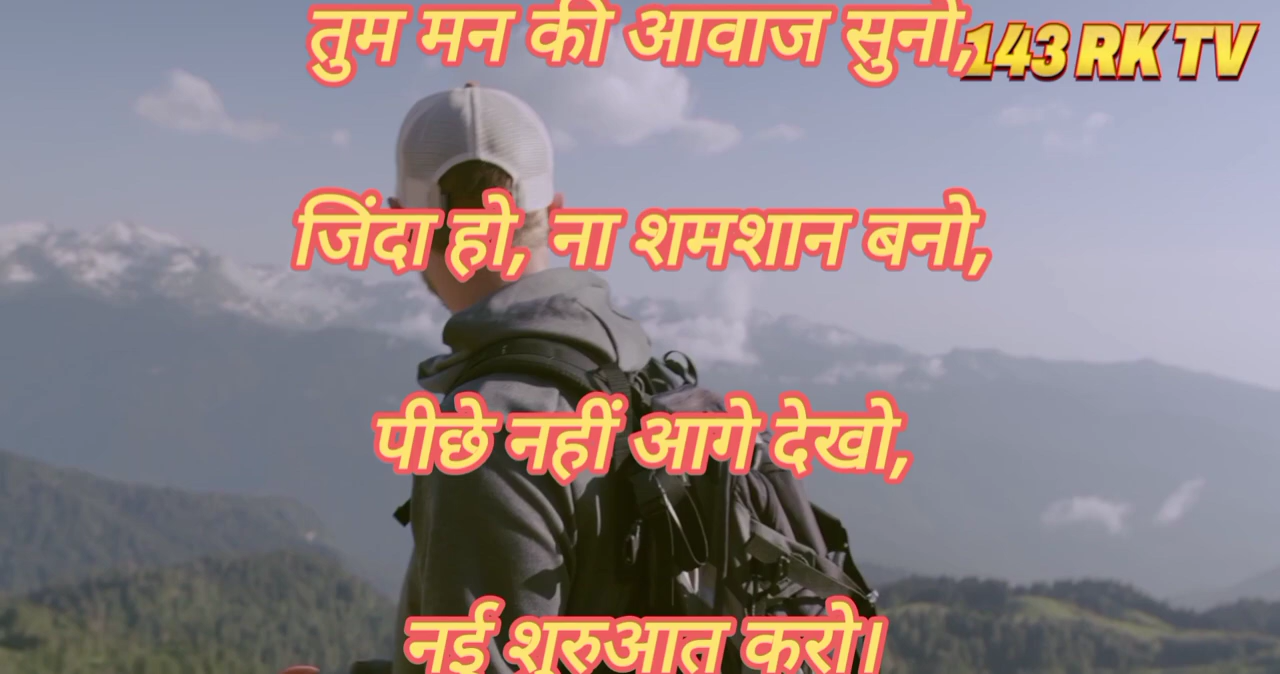 तुम मन की आवाज सुनो,
143 RK TV
जिंदा हो, ना शमशान बनो,
पीछे नहीं आगे देखो,
नई शुरुआत करो।